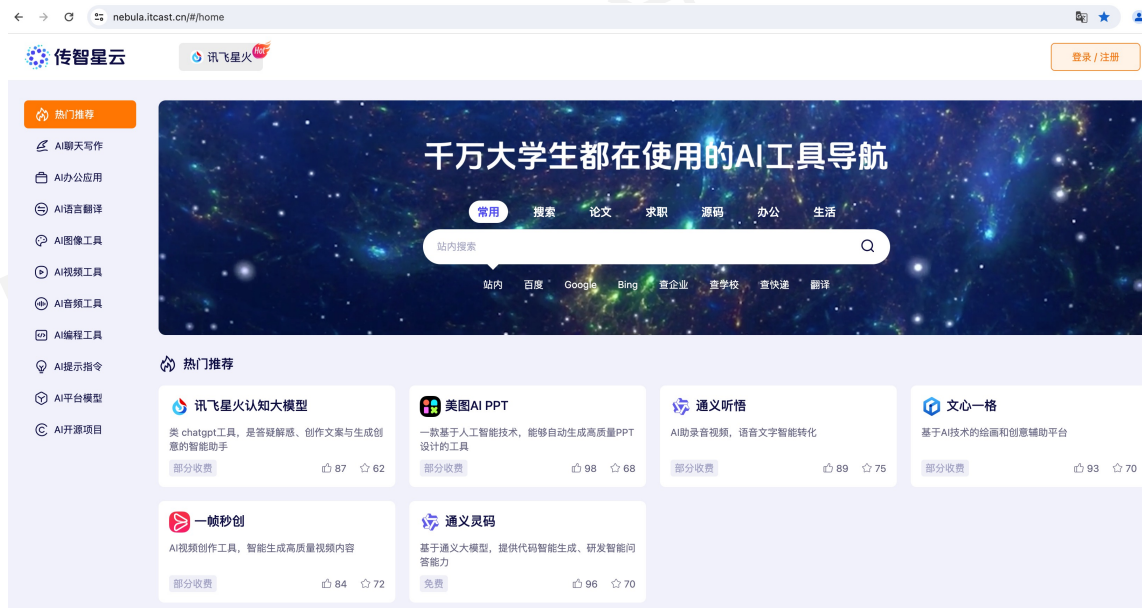 nebula.itcast.cn/#/home
传智星云
讯飞星火
Hot
登录 / 注册
热门推荐
AI聊天写作
AI办公应用
AI语言翻译
AI图像工具
AI视频工具
AI音频工具
AI编程工具
AI提示指令
AI平台模型
AI开源项目
千万大学生都在使用的AI工具导航
常用 搜索 论文 求职 源码 办公 生活
站内搜索
站内 百度 Google Bing 查企业 查学校 查快递 翻译
热门推荐
讯飞星火认知大模型
类 chatgpt工具，是答疑解惑、创作文案与生成创
意的智能助手
部分收费 87 62
美图AI PPT
一款基于人工智能技术，能够自动生成高质量PPT
设计的工具
部分收费 98 68
通义听悟
AI助录音视频，语音文字智能转化
部分收费 89 75
文心一格
基于AI技术的绘画和创意辅助平台
部分收费 93 70
一帧秒创
AI视频创作工具，智能生成高质量视频内容
部分收费 84 72
通义灵码
基于通义大模型，提供代码智能生成、研发智能问
答能力
免费 96 70